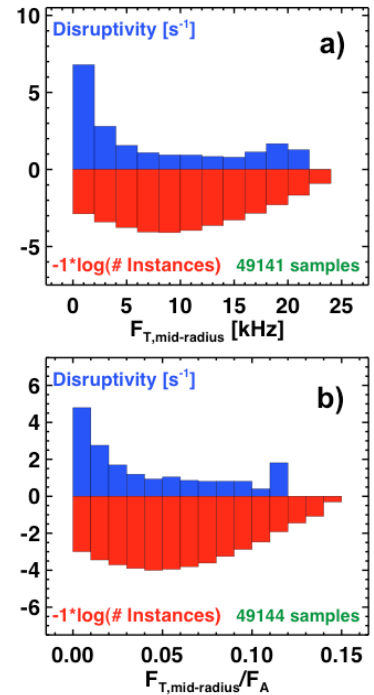 10
Disruptivity [s⁻¹]
a)
5
0
-5
-1*log(# Instances)
49141 samples
0 5 10 15 20 25
F_T,mid-radius [kHz]
6
Disruptivity [s⁻¹]
b)
4
2
0
-2
-4
-6
-1*log(# Instances)
49144 samples
0.00 0.05 0.10 0.15
F_T,mid-radius/F_A